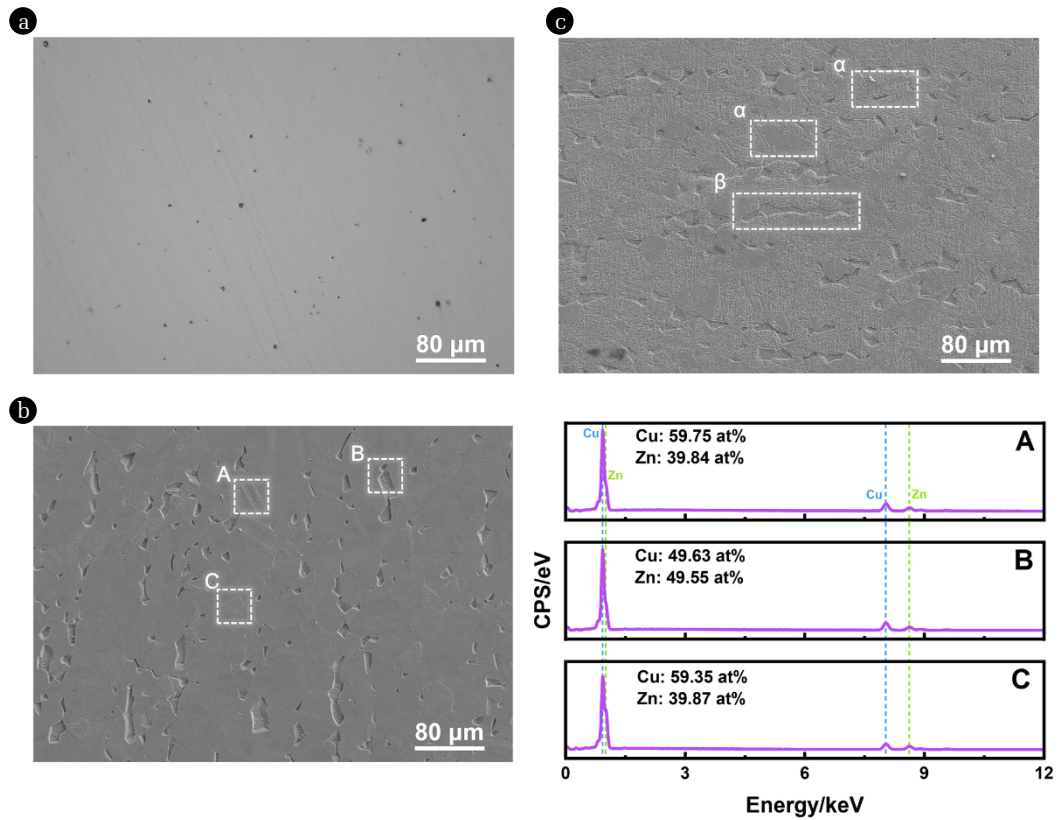 a
80 μm
b
A
B
C
80 μm
c
α
α
β
80 μm
Cu
Zn
Cu: 59.75 at%
Zn: 39.84 at%
Cu
Zn
A
Cu: 49.63 at%
Zn: 49.55 at%
B
Cu: 59.35 at%
Zn: 39.87 at%
C
CPS/eV
0 3 6 9 12
Energy/keV